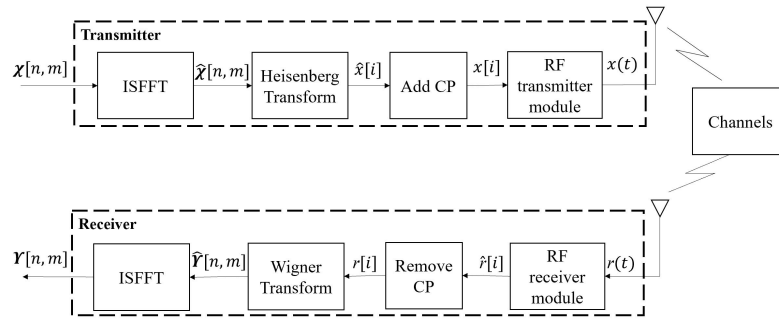 Transmitter
χ[n, m]
ISFFT
χ̂[n, m]
Heisenberg
Transform
x̂[i]
Add CP
x[i]
RF
transmitter
module
x(t)
Channels
Receiver
Υ[n, m]
ISFFT
Υ̂[n, m]
Wigner
Transform
r[i]
Remove
CP
r̂[i]
RF
receiver
module
r(t)